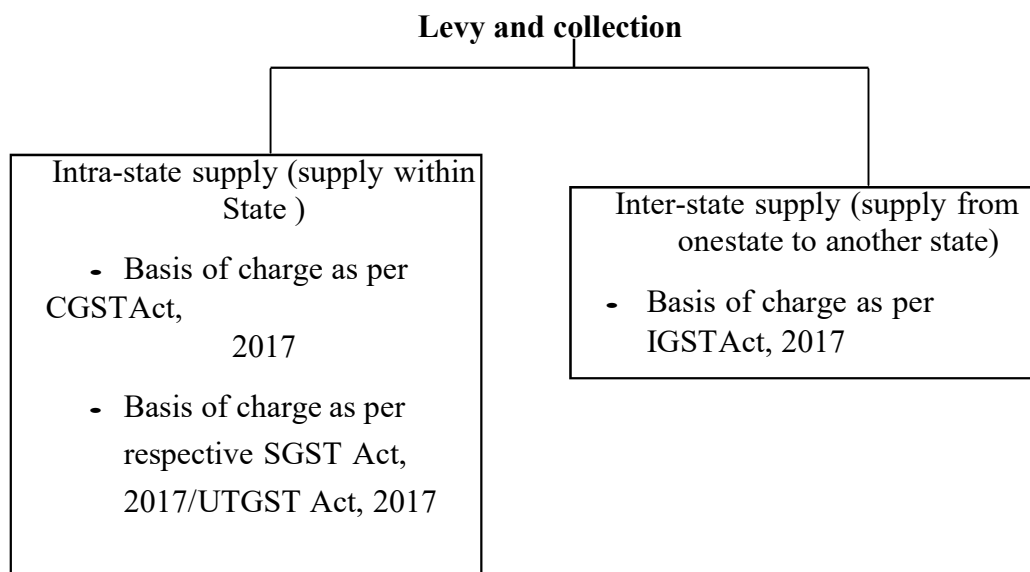 Levy and collection
Intra-state supply (supply within
State )
• Basis of charge as per
CGSTAct,
2017
• Basis of charge as per
respective SGST Act,
2017/UTGST Act, 2017
Inter-state supply (supply from
onestate to another state)
• Basis of charge as per
IGSTAct, 2017